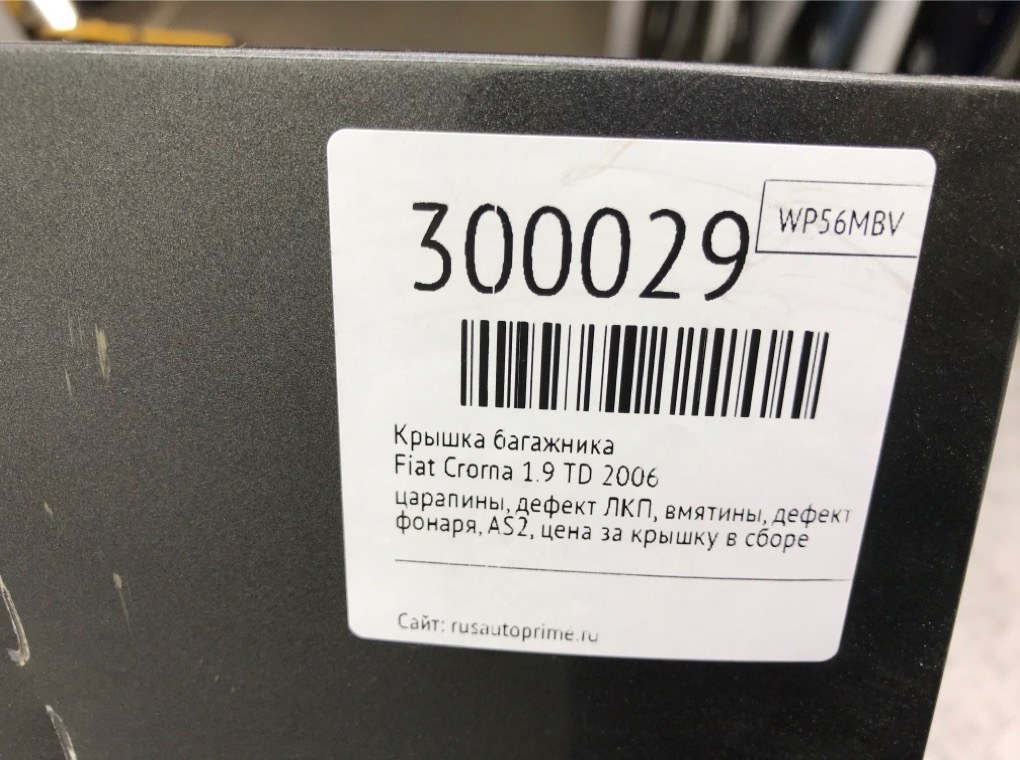 300029
WP56MBV
Крышка багажника
Fiat Croma 1.9 TD 2006
царапины, дефект ЛКП, вмятины, дефект
фонаря, AS2, цена за крышку в сборе
Сайт: rusautoprime.ru